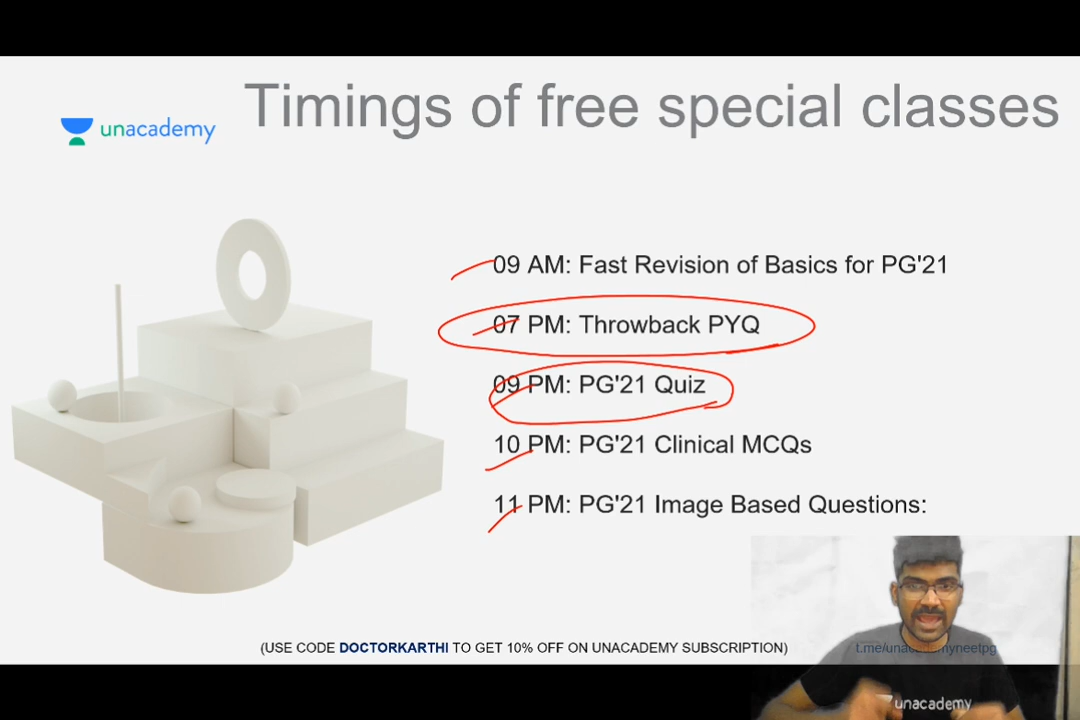 Timings of free special classes
unacademy
09 AM: Fast Revision of Basics for PG'21
07 PM: Throwback PYQ
09 PM: PG'21 Quiz
10 PM: PG'21 Clinical MCQs
11 PM: PG'21 Image Based Questions:
(USE CODE DOCTORKARTHI TO GET 10% OFF ON UNACADEMY SUBSCRIPTION)
t.me/unacademyneetpg
unacademy